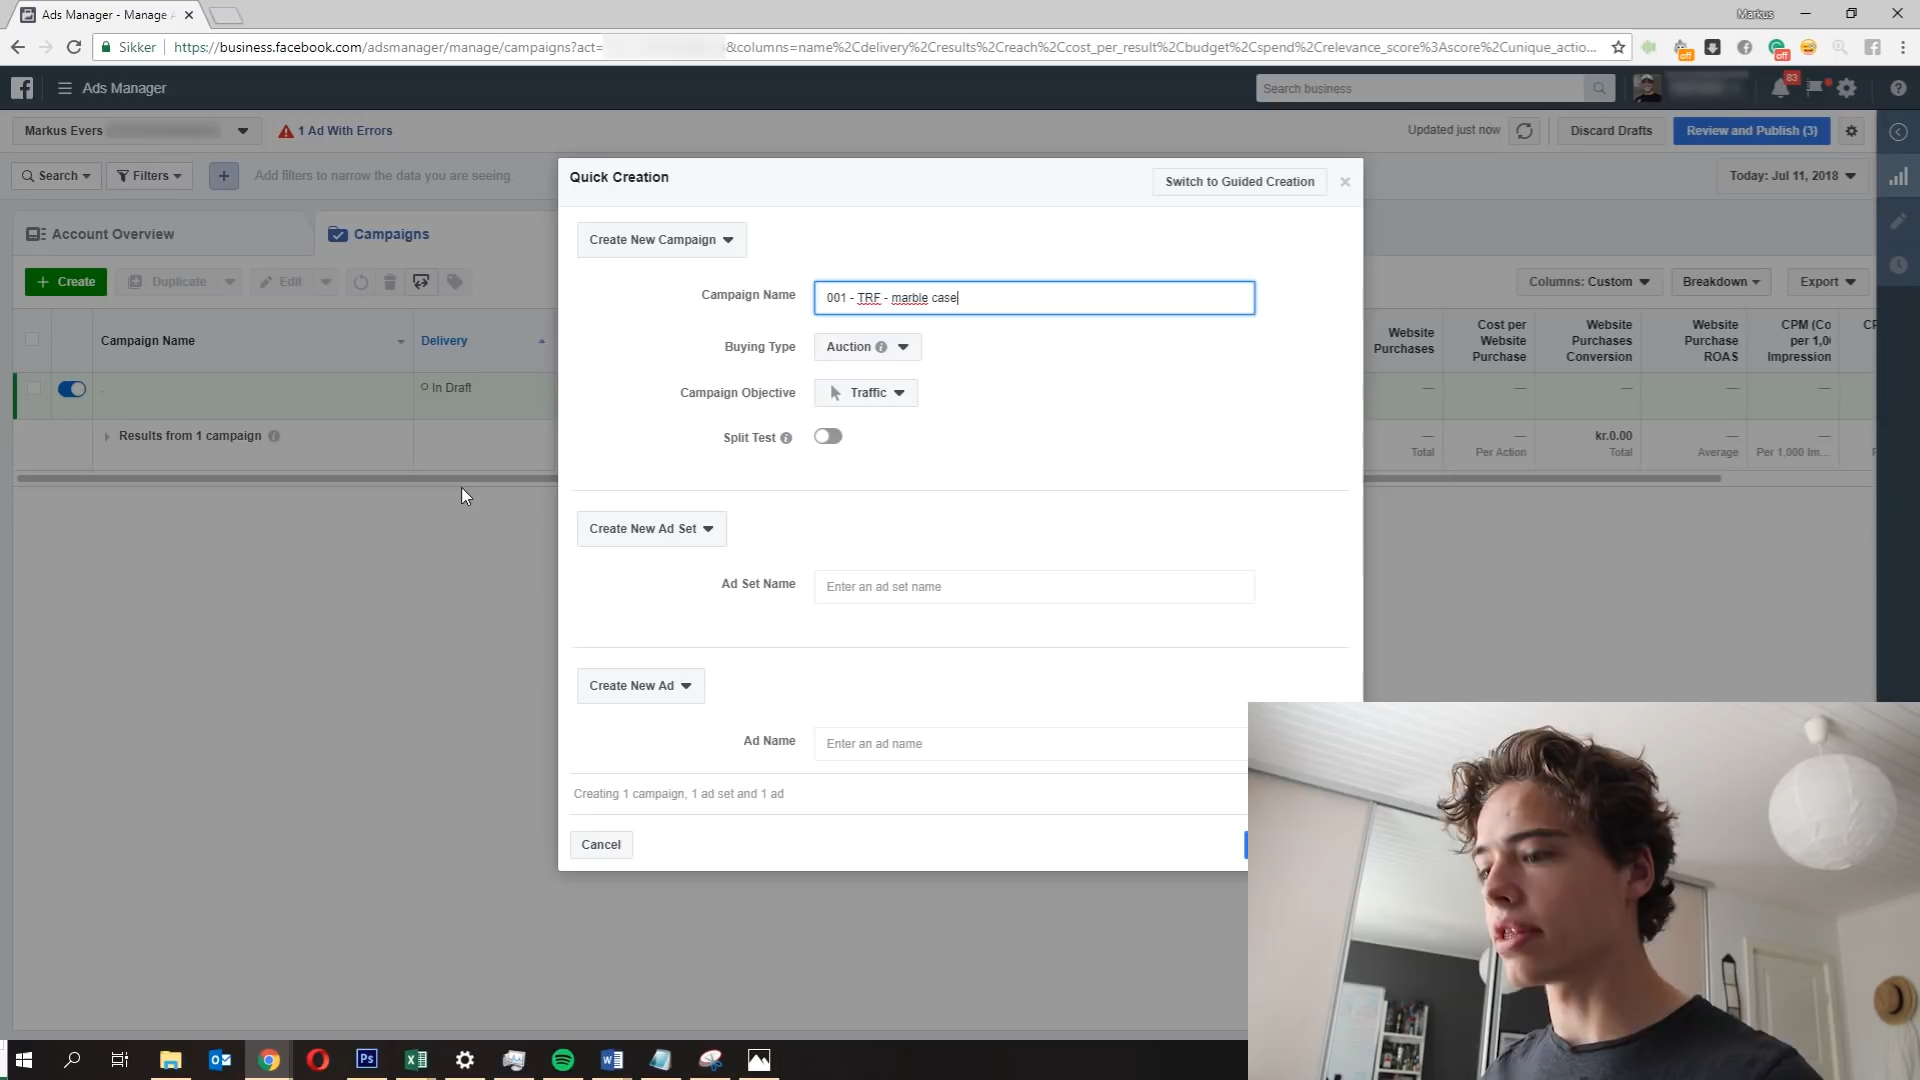 Ads Manager - Manage A
Markus
Sikker
https://business.facebook.com/adsmanager/manage/campaigns?act=
&columns=name%2Cdelivery%2Cresults%2Creach%2Ccost_per_result%2Cbudget%2Cspend%2Crelevance_score%3Ascore%2Cunique_actio...
off
off
Ads Manager
Search business
83
Markus Evers
1 Ad With Errors
Updated just now
Discard Drafts
Review and Publish (3)
Search
Filters
Add filters to narrow the data you are seeing.
Today: Jul 11, 2018
Quick Creation
Switch to Guided Creation
Account Overview
Campaigns
Create New Campaign
+ Create
Duplicate
Edit
Columns: Custom
Breakdown
Export
Campaign Name
001 - TRF - marble case
Campaign Name
Delivery
Website Purchases
Cost per Website Purchase
Website Purchases Conversion
Website Purchase ROAS
CPM (Co per 1,0 Impression
Buying Type
Auction
In Draft
Campaign Objective
Traffic
Results from 1 campaign
Split Test
kr.0.00
Total
Per Action
Total
Average
Per 1,000 Im...
Create New Ad Set
Ad Set Name
Enter an ad set name
Create New Ad
Ad Name
Enter an ad name
Creating 1 campaign, 1 ad set and 1 ad
Cancel
Ps